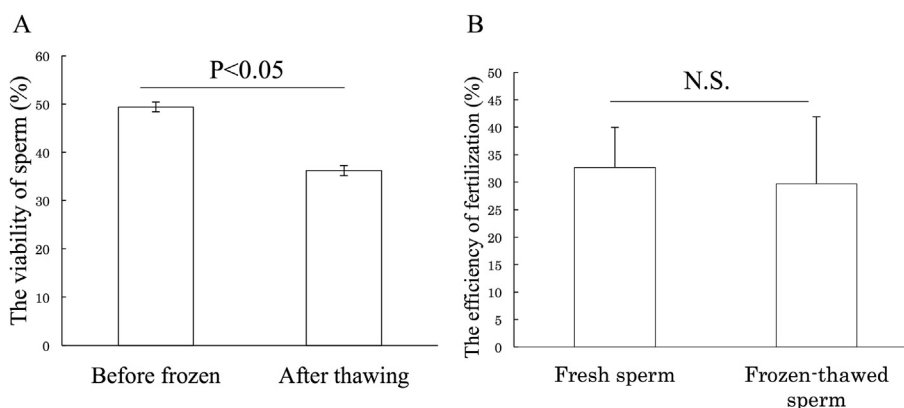 A
The viability of sperm (%)
60
50
40
30
20
10
0
P<0.05
Before frozen
After thawing
B
The efficiency of fertilization (%)
50
45
40
35
30
25
20
15
10
5
0
N.S.
Fresh sperm
Frozen-thawed
sperm